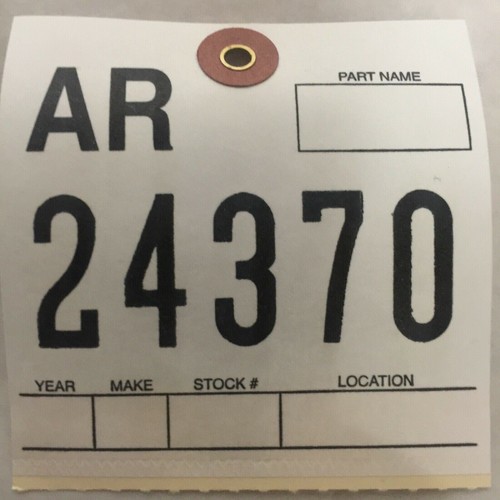 AR
PART NAME
24370
YEAR MAKE STOCK # LOCATION